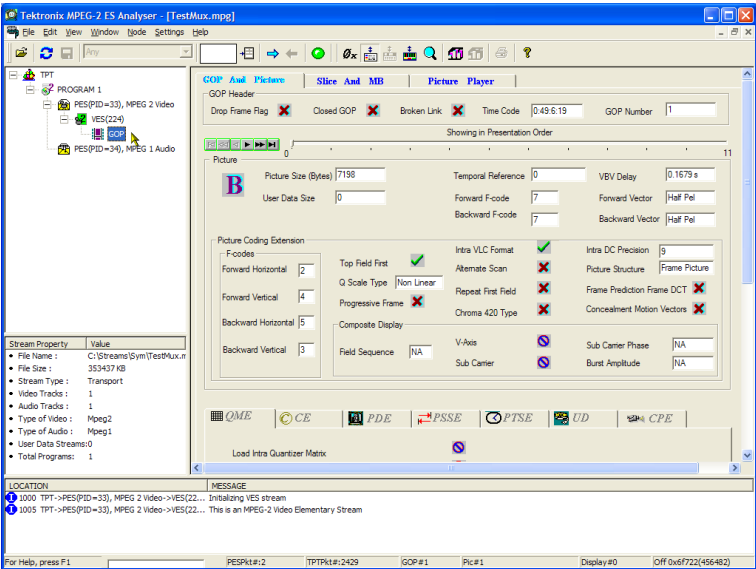 Tektronix MPEG-2 ES Analyser - [TestMux.mpg]
File Edit View Window Node Settings Help
Any
TPT
PROGRAM 1
PES(PID=33), MPEG 2 Video
VES(224)
GOP
PES(PID=34), MPEG 1 Audio
GOP And Picture Slice And MB Picture Player
GOP Header
Drop Frame Flag Closed GOP Broken Link Time Code 0:49:6:19 GOP Number 1
Showing in Presentation Order
0 11
Picture
B
Picture Size (Bytes) 7198 Temporal Reference 0 VBV Delay 0.1679 s
User Data Size 0 Forward F-code 7 Forward Vector Half Pel
Backward F-code 7 Backward Vector Half Pel
Picture Coding Extension
F-codes
Forward Horizontal 2
Forward Vertical 4
Backward Horizontal 5
Backward Vertical 3
Top Field First
Q Scale Type Non Linear
Progressive Frame
Intra VLC Format
Alternate Scan
Repeat First Field
Chroma 420 Type
Intra DC Precision 9
Picture Structure Frame Picture
Frame Prediction Frame DCT
Concealment Motion Vectors
Composite Display
Field Sequence NA
V-Axis
Sub Carrier
Sub Carrier Phase NA
Burst Amplitude NA
QME CE PDE PSSE PTSE UD CPE
Load Intra Quantizer Matrix
Stream Property Value
File Name : C:\Streams\Sym\TestMux.m
File Size : 353437 KB
Stream Type : Transport
Video Tracks : 1
Audio Tracks : 1
Type of Video : Mpeg2
Type of Audio : Mpeg1
User Data Streams:0
Total Programs: 1
LOCATION MESSAGE
1000 TPT->PES(PID=33), MPEG 2 Video->VES(22... Initializing VES stream
1005 TPT->PES(PID=33), MPEG 2 Video->VES(22... This is an MPEG-2 Video Elementary Stream
For Help, press F1 PESPkt#:2 TPTPkt#:2429 GOP#1 Pic#1 Display#0 Off 0x6f722(456482)